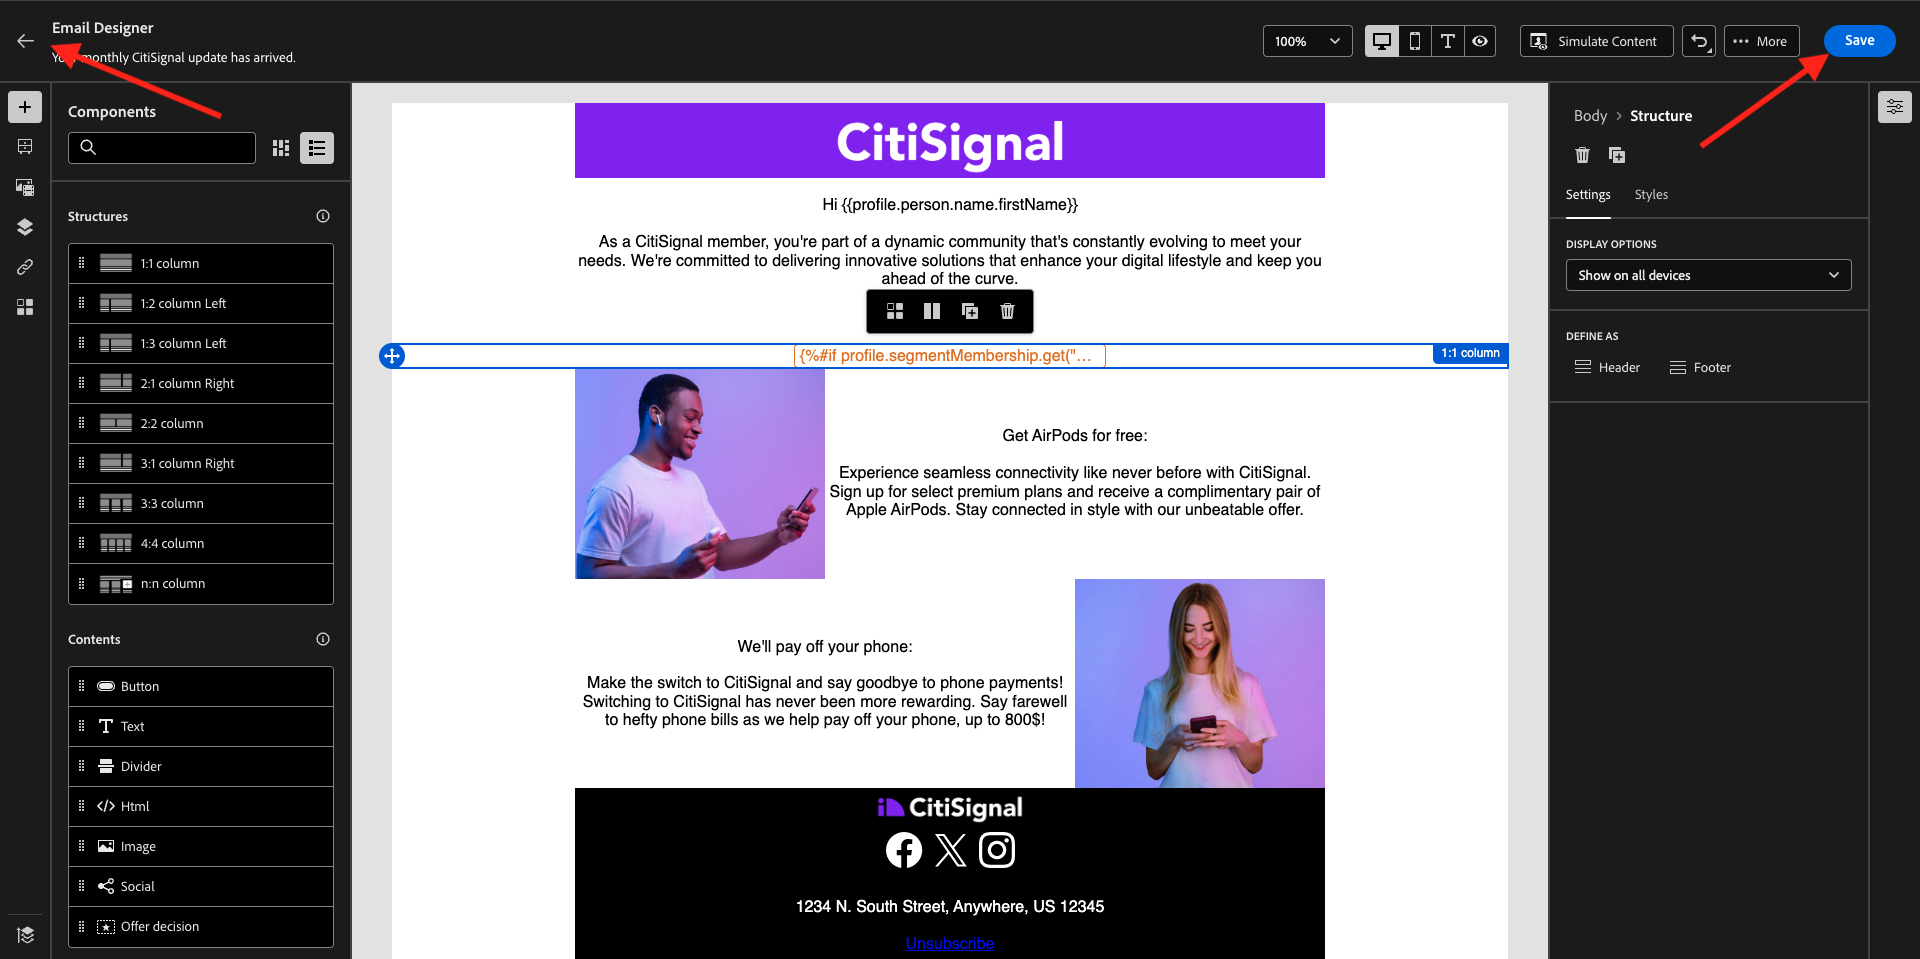 Email Designer
Your monthly CitiSignal update has arrived.
100%
Simulate Content
More
Save
Components
Structures
1:1 column
1:2 column Left
1:3 column Left
2:1 column Right
2:2 column
3:1 column Right
3:3 column
4:4 column
n:n column
Contents
Button
Text
Divider
Html
Image
Social
Offer decision
CitiSignal
Hi {{profile.person.name.firstName}}
As a CitiSignal member, you're part of a dynamic community that's constantly evolving to meet your
needs. We're committed to delivering innovative solutions that enhance your digital lifestyle and keep you
ahead of the curve.
{%#if profile.segmentMembership.get("...
1:1 column
Get AirPods for free:
Experience seamless connectivity like never before with CitiSignal.
Sign up for select premium plans and receive a complimentary pair of
Apple AirPods. Stay connected in style with our unbeatable offer.
We'll pay off your phone:
Make the switch to CitiSignal and say goodbye to phone payments!
Switching to CitiSignal has never been more rewarding. Say farewell
to hefty phone bills as we help pay off your phone, up to 800$!
CitiSignal
1234 N. South Street, Anywhere, US 12345
Unsubscribe
Body > Structure
Settings Styles
DISPLAY OPTIONS
Show on all devices
DEFINE AS
Header Footer